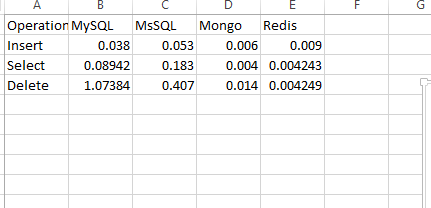 A B C D E F G
Operation MySQL MsSQL Mongo Redis
Insert 0.038 0.053 0.006 0.009
Select 0.08942 0.183 0.004 0.004243
Delete 1.07384 0.407 0.014 0.004249